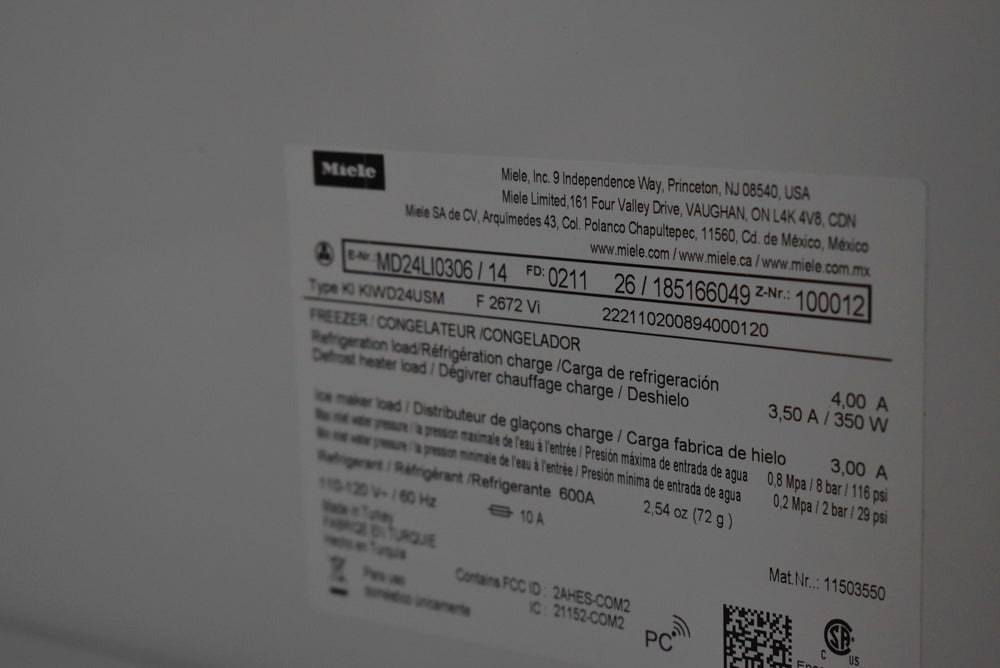 Miele
Miele, Inc. 9 Independence Way, Princeton, NJ 08540, USA
Miele Limited,161 Four Valley Drive, VAUGHAN, ON L4K 4V8, CDN
Miele SA de CV, Arquímedes 43, Col. Polanco Chapultepec, 11560, Cd. de México, México
www.miele.com / www.miele.ca / www.miele.com.mx
E-Nr.: MD24LI0306 / 14 FD: 0211 26 / 185166049 Z-Nr.: 100012
Type KI KIWD24USM F 2672 Vi 222110200894000120
FREEZER / CONGELATEUR /CONGELADOR
Refrigeration load/Réfrigération charge /Carga de refrigeración 4,00 A
Defrost heater load / Dégivrer chauffage charge / Deshielo 3,50 A / 350 W
Ice maker load / Distributeur de glaçons charge / Carga fabrica de hielo 3,00 A
Max inlet water pressure / la pression maximale de l'eau à l'entrée / Presión máxima de entrada de agua 0,8 Mpa / 8 bar / 116 psi
Min inlet water pressure / la pression minimale de l'eau à l'entrée / Presión mínima de entrada de agua 0,2 Mpa / 2 bar / 29 psi
Refrigerant / Réfrigérant /Refrigerante 600A 2,54 oz (72 g )
110-120 V~ / 60 Hz 10 A
Made in Turkey
FABRIQUE EN TURQUIE
Hecho en Turquía
Mat.Nr.: 11503550
Para uso
doméstico únicamente
Contains FCC ID : 2AHES-COM2
IC : 21152-COM2
PC
C SA US